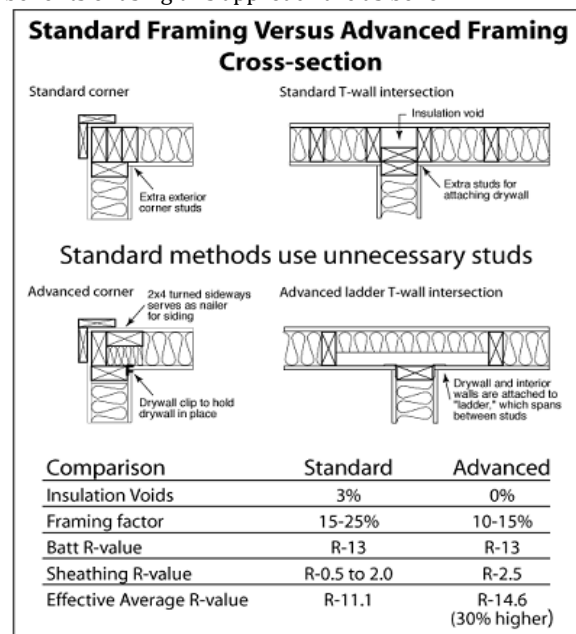 Standard Framing Versus Advanced Framing
Cross-section
Standard corner
Standard T-wall intersection
Insulation void
Extra exterior
corner studs
Extra studs for
attaching drywall
Standard methods use unnecessary studs
Advanced corner
2x4 turned sideways
serves as nailer
for siding
Advanced ladder T-wall intersection
Drywall clip to hold
drywall in place
Drywall and interior
walls are attached to
"ladder," which spans
between studs
Comparison Standard Advanced
Insulation Voids 3% 0%
Framing factor 15-25% 10-15%
Batt R-value R-13 R-13
Sheathing R-value R-0.5 to 2.0 R-2.5
Effective Average R-value R-11.1 R-14.6
(30% higher)